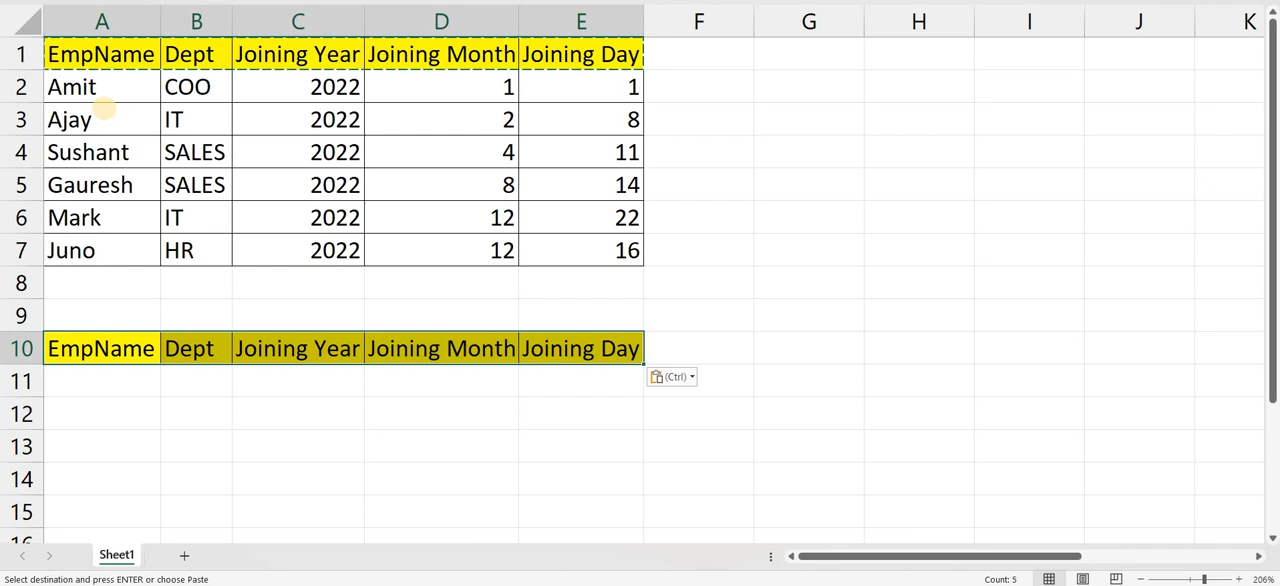 A B C D E F G H I J K
1 EmpName Dept Joining Year Joining Month Joining Day
2 Amit COO 2022 1 1
3 Ajay IT 2022 2 8
4 Sushant SALES 2022 4 11
5 Gauresh SALES 2022 8 14
6 Mark IT 2022 12 22
7 Juno HR 2022 12 16
8
9
10 EmpName Dept Joining Year Joining Month Joining Day
11 (Ctrl)
12
13
14
15
16
Sheet1
Select destination and press ENTER or choose Paste Count: 5 206%